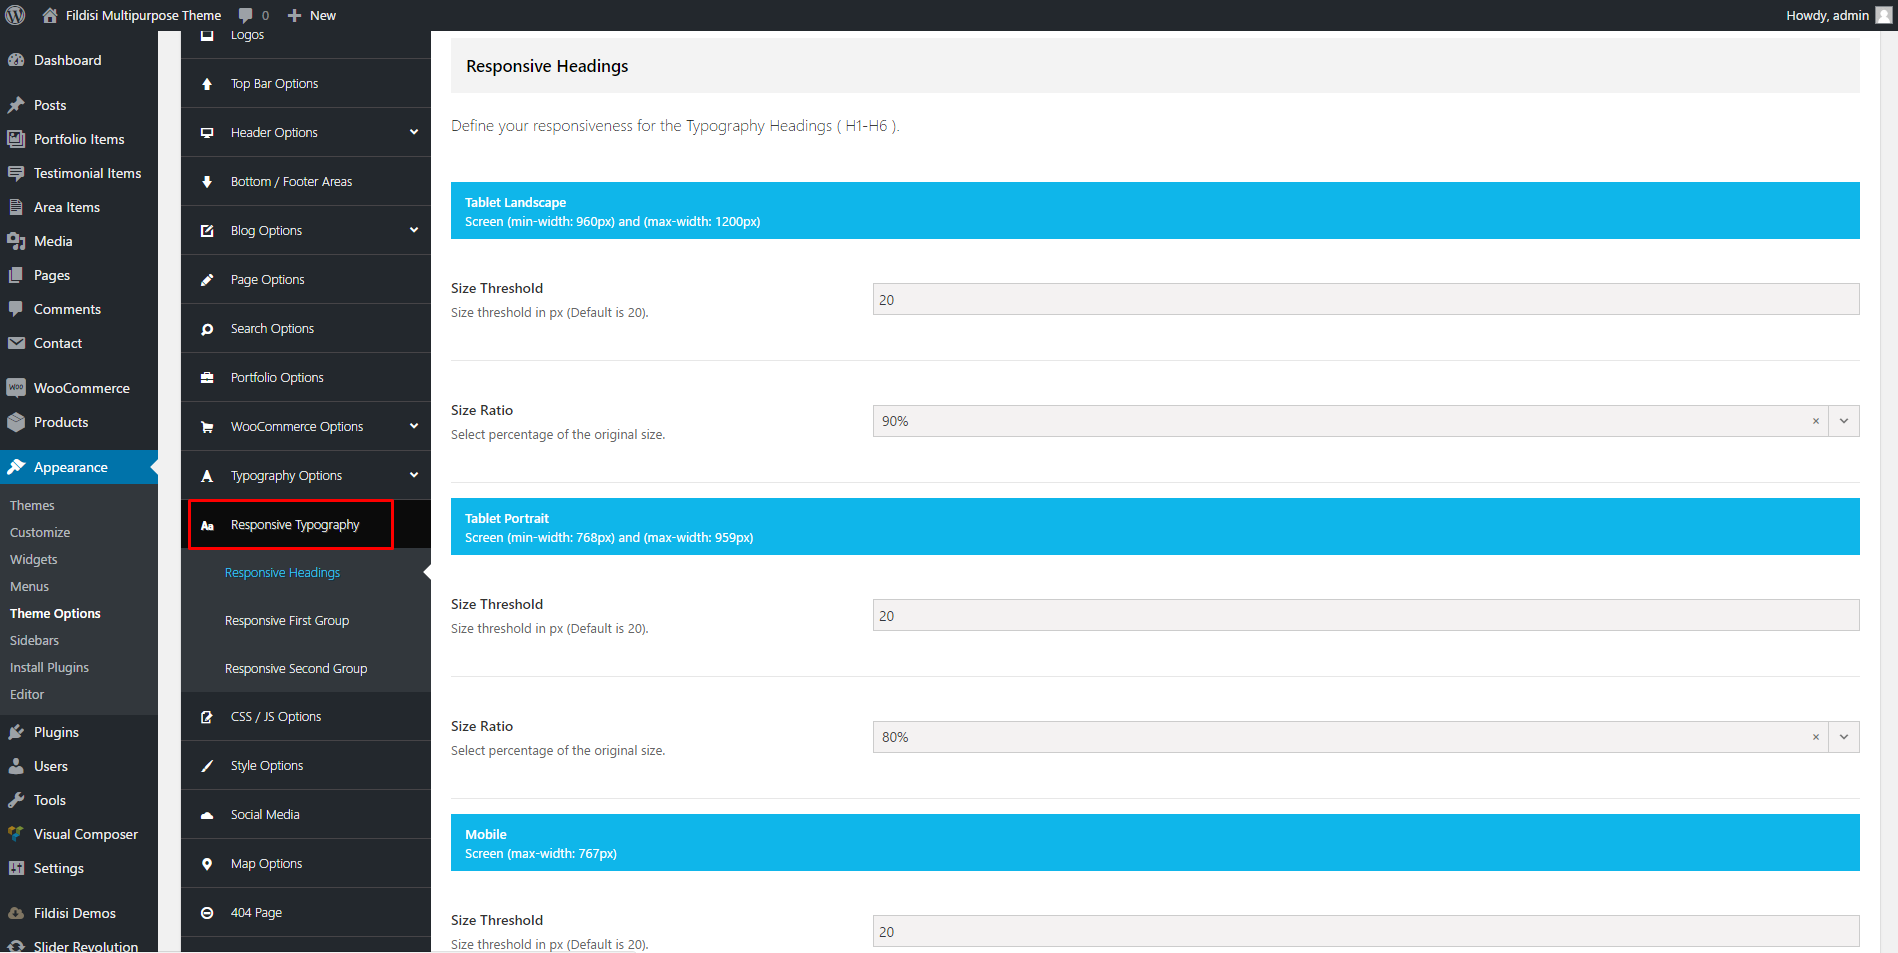 Fildisi Multipurpose Theme
0
New
Howdy, admin
Dashboard
Posts
Portfolio Items
Testimonial Items
Area Items
Media
Pages
Comments
Contact
WooCommerce
Products
Appearance
Themes
Customize
Widgets
Menus
Theme Options
Sidebars
Install Plugins
Editor
Plugins
Users
Tools
Visual Composer
Settings
Fildisi Demos
Slider Revolution
Logos
Top Bar Options
Header Options
Bottom / Footer Areas
Blog Options
Page Options
Search Options
Portfolio Options
WooCommerce Options
Typography Options
Aa Responsive Typography
Responsive Headings
Responsive First Group
Responsive Second Group
CSS / JS Options
Style Options
Social Media
Map Options
404 Page
Responsive Headings
Define your responsiveness for the Typography Headings ( H1-H6 ).
Tablet Landscape
Screen (min-width: 960px) and (max-width: 1200px)
Size Threshold
Size threshold in px (Default is 20).
20
Size Ratio
Select percentage of the original size.
90%
×
Tablet Portrait
Screen (min-width: 768px) and (max-width: 959px)
Size Threshold
Size threshold in px (Default is 20).
20
Size Ratio
Select percentage of the original size.
80%
×
Mobile
Screen (max-width: 767px)
Size Threshold
Size threshold in px (Default is 20).
20